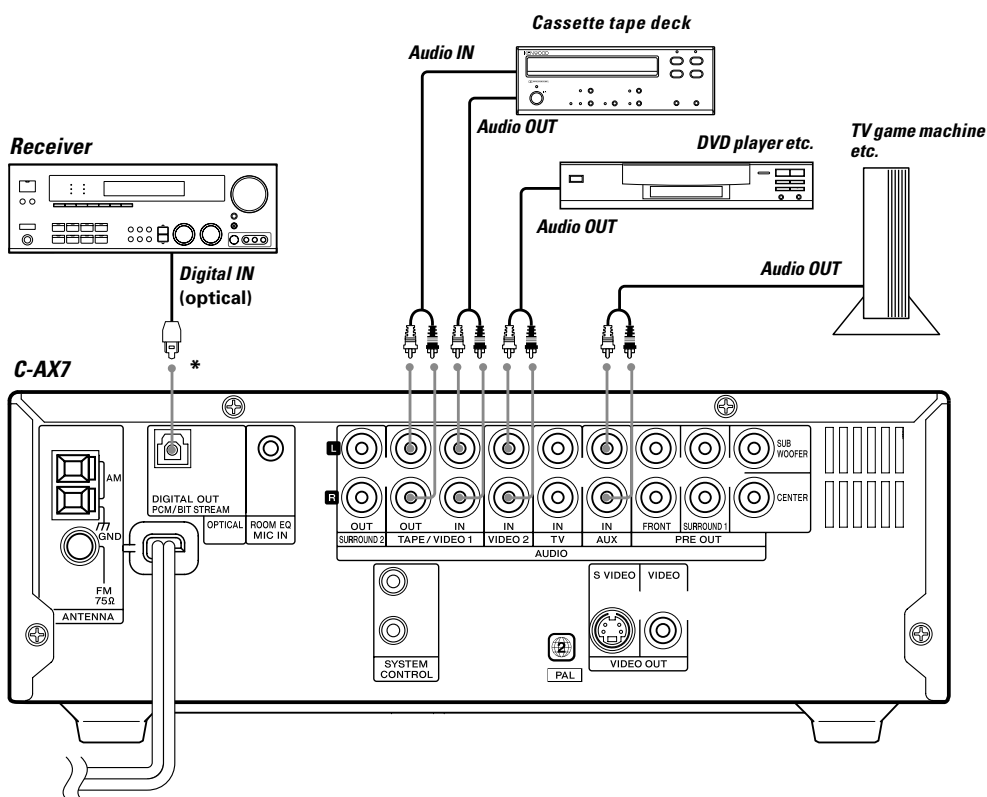 Cassette tape deck
Audio IN
KENWOOD
Audio OUT
DVD player etc.
TV game machine
etc.
Receiver
Audio OUT
Audio OUT
Digital IN
(optical)
*
C-AX7
AM
GND
FM
75Ω
ANTENNA
DIGITAL OUT
PCM/BIT STREAM
OPTICAL
ROOM EQ
MIC IN
L
R
SUB
WOOFER
CENTER
OUT OUT IN IN IN IN FRONT SURROUND 1
SURROUND 2 TAPE / VIDEO 1 VIDEO 2 TV AUX PRE OUT
AUDIO
S VIDEO VIDEO
VIDEO OUT
SYSTEM
CONTROL
2
PAL